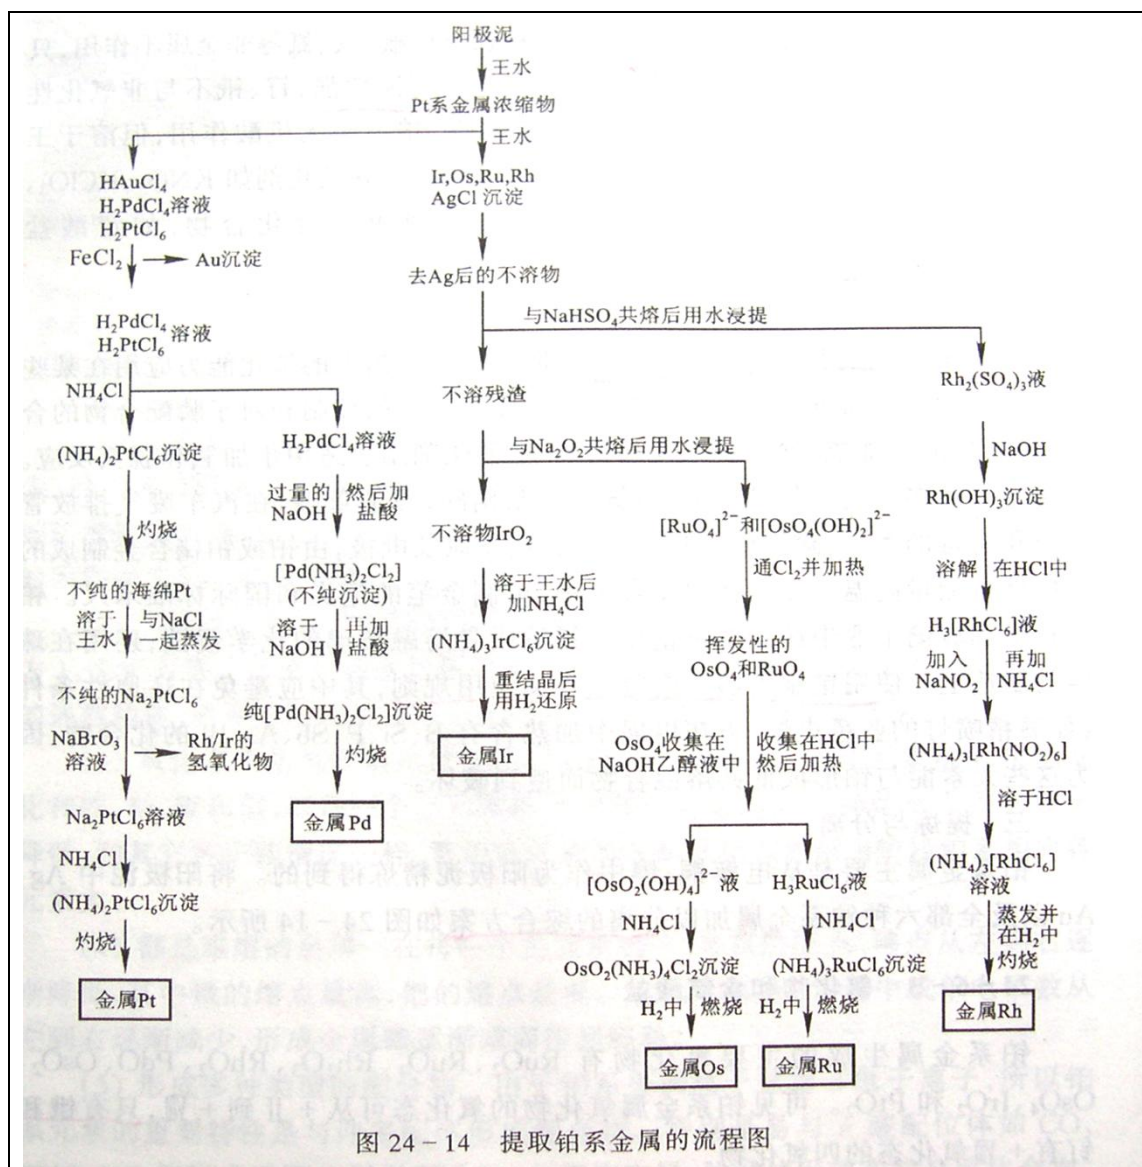 阳极泥
王水
Pt系金属浓缩物
王水
HAuCl₄
H₂PdCl₄溶液
H₂PtCl₆
Ir,Os,Ru,Rh
AgCl 沉淀
FeCl₂ Au沉淀
去Ag后的不溶物
与NaHSO₄共熔后用水浸提
H₂PdCl₄
H₂PtCl₆ 溶液
NH₄Cl
不溶残渣
Rh₂(SO₄)₃液
(NH₄)₂PtCl₆沉淀
H₂PdCl₄溶液
与Na₂O₂共熔后用水浸提
NaOH
灼烧
过量的 然后加
NaOH 盐酸
不溶物IrO₂
[RuO₄]²⁻和[OsO₄(OH)₂]²⁻
Rh(OH)₃沉淀
通Cl₂并加热
溶解 在HCl中
不纯的海绵Pt
[Pd(NH₃)₂Cl₂]
(不纯沉淀)
溶于王水后
加NH₄Cl
溶于 与NaCl
王水 一起蒸发
溶于 再加
NaOH 盐酸
(NH₄)₃IrCl₆沉淀
挥发性的
OsO₄和RuO₄
H₃[RhCl₆]液
加入 再加
NaNO₂ NH₄Cl
不纯的Na₂PtCl₆
纯[Pd(NH₃)₂Cl₂]沉淀
重结晶后
用H₂还原
NaBrO₃ Rh/Ir的
溶液 氢氧化物
灼烧
金属Ir
OsO₄收集在 收集在HCl中
NaOH乙醇液中 然后加热
(NH₄)₃[Rh(NO₂)₆]
溶于HCl
Na₂PtCl₆溶液
金属Pd
NH₄Cl
(NH₄)₂PtCl₆沉淀
[OsO₂(OH)₄]²⁻液 H₃RuCl₆液
(NH₄)₃[RhCl₆]
溶液
NH₄Cl NH₄Cl
灼烧
OsO₂(NH₃)₄Cl₂沉淀 (NH₄)₃RuCl₆沉淀
蒸发并
在H₂中
灼烧
金属Pt
H₂中 燃烧 H₂中 燃烧
金属Rh
金属Os 金属Ru
图 24-14 提取铂系金属的流程图